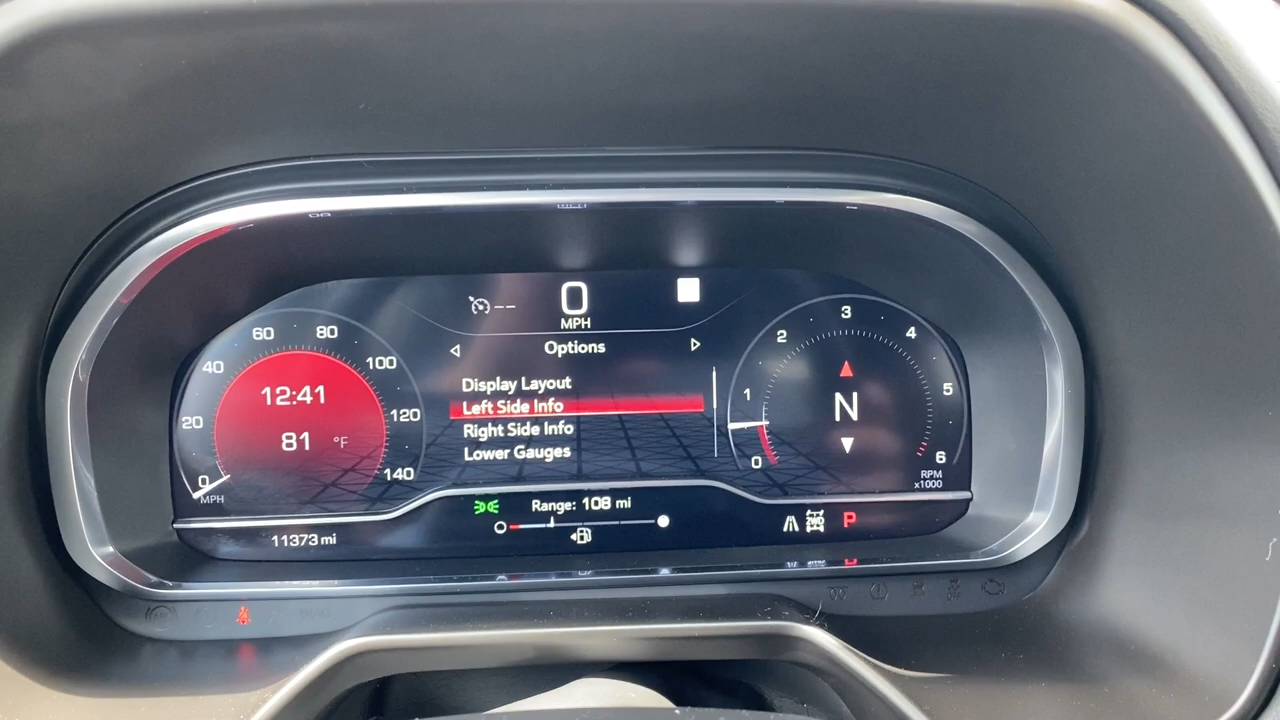 -- 0
MPH
Options
Display Layout
Left Side Info
Right Side Info
Lower Gauges
0 20 40 60 80 100 120 140
MPH
12:41
81 °F
0 1 2 3 4 5 6
N
RPM
x1000
Range: 108 mi
11373 mi
2WD P